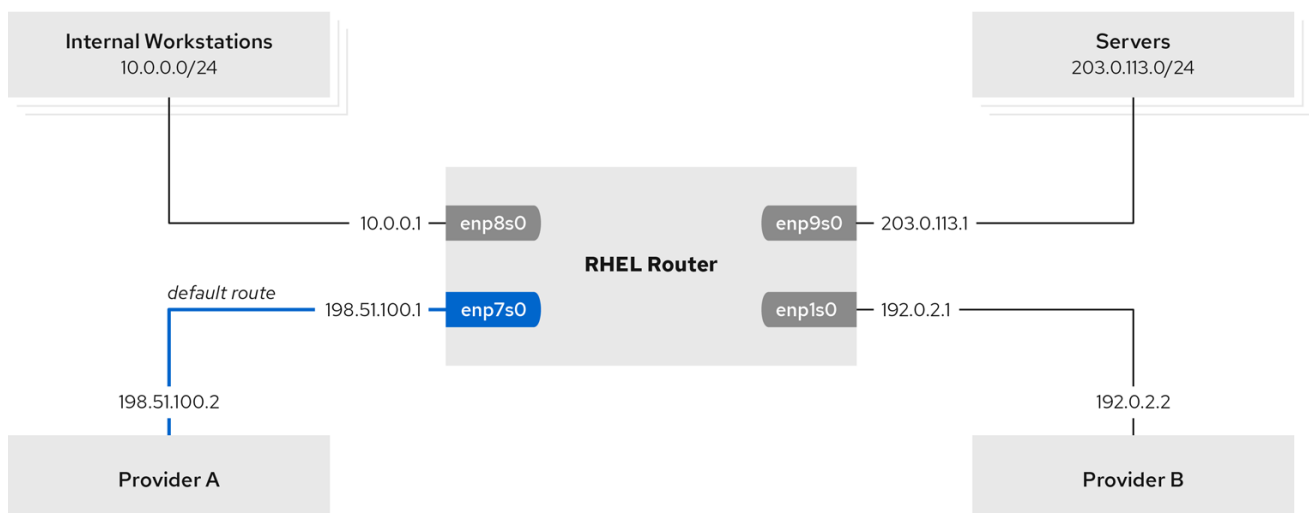 Internal Workstations
10.0.0.0/24
Servers
203.0.113.0/24
10.0.0.1
enp8s0
enp9s0
203.0.113.1
RHEL Router
default route
198.51.100.1
enp7s0
enp1s0
192.0.2.1
198.51.100.2
192.0.2.2
Provider A
Provider B